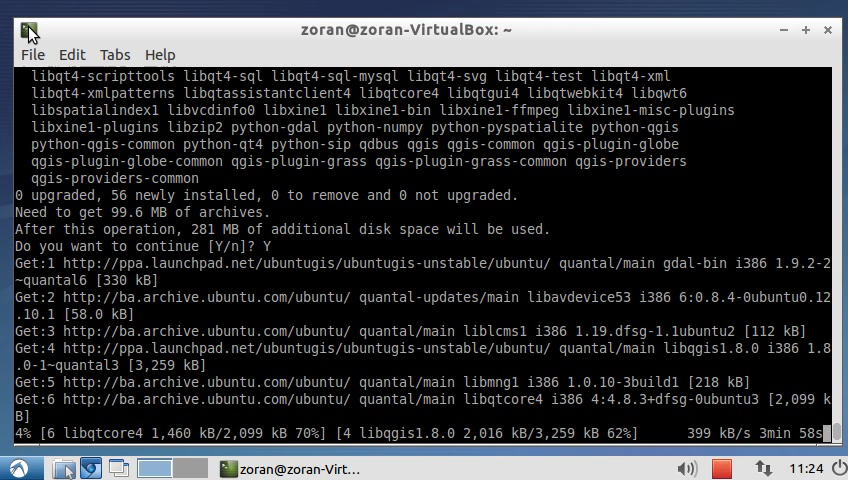 zoran@zoran-VirtualBox: ~
File Edit Tabs Help
libqt4-scripttools libqt4-sql libqt4-sql-mysql libqt4-svg libqt4-test libqt4-xml
libqt4-xmlpatterns libqtassistantclient4 libqtcore4 libqtgui4 libqtwebkit4 libqwt6
libspatialindex1 libvcdinfo0 libxine1 libxine1-bin libxine1-ffmpeg libxine1-misc-plugins
libxine1-plugins libzip2 python-gdal python-numpy python-pyspatialite python-qgis
python-qgis-common python-qt4 python-sip qdbus qgis qgis-common qgis-plugin-globe
qgis-plugin-globe-common qgis-plugin-grass qgis-plugin-grass-common qgis-providers
qgis-providers-common
0 upgraded, 56 newly installed, 0 to remove and 0 not upgraded.
Need to get 99.6 MB of archives.
After this operation, 281 MB of additional disk space will be used.
Do you want to continue [Y/n]? Y
Get:1 http://ppa.launchpad.net/ubuntugis/ubuntugis-unstable/ubuntu/ quantal/main gdal-bin i386 1.9.2-2
~quantal6 [330 kB]
Get:2 http://ba.archive.ubuntu.com/ubuntu/ quantal-updates/main libavdevice53 i386 6:0.8.4-0ubuntu0.12
.10.1 [58.0 kB]
Get:3 http://ba.archive.ubuntu.com/ubuntu/ quantal/main liblcms1 i386 1.19.dfsg-1.1ubuntu2 [112 kB]
Get:4 http://ppa.launchpad.net/ubuntugis/ubuntugis-unstable/ubuntu/ quantal/main libqgis1.8.0 i386 1.8
.0-1~quantal3 [3,259 kB]
Get:5 http://ba.archive.ubuntu.com/ubuntu/ quantal/main libmng1 i386 1.0.10-3build1 [218 kB]
Get:6 http://ba.archive.ubuntu.com/ubuntu/ quantal/main libqtcore4 i386 4:4.8.3+dfsg-0ubuntu3 [2,099 k
B]
4% [6 libqtcore4 1,460 kB/2,099 kB 70%] [4 libqgis1.8.0 2,016 kB/3,259 kB 62%] 399 kB/s 3min 58s
zoran@zoran-Virt... 11:24